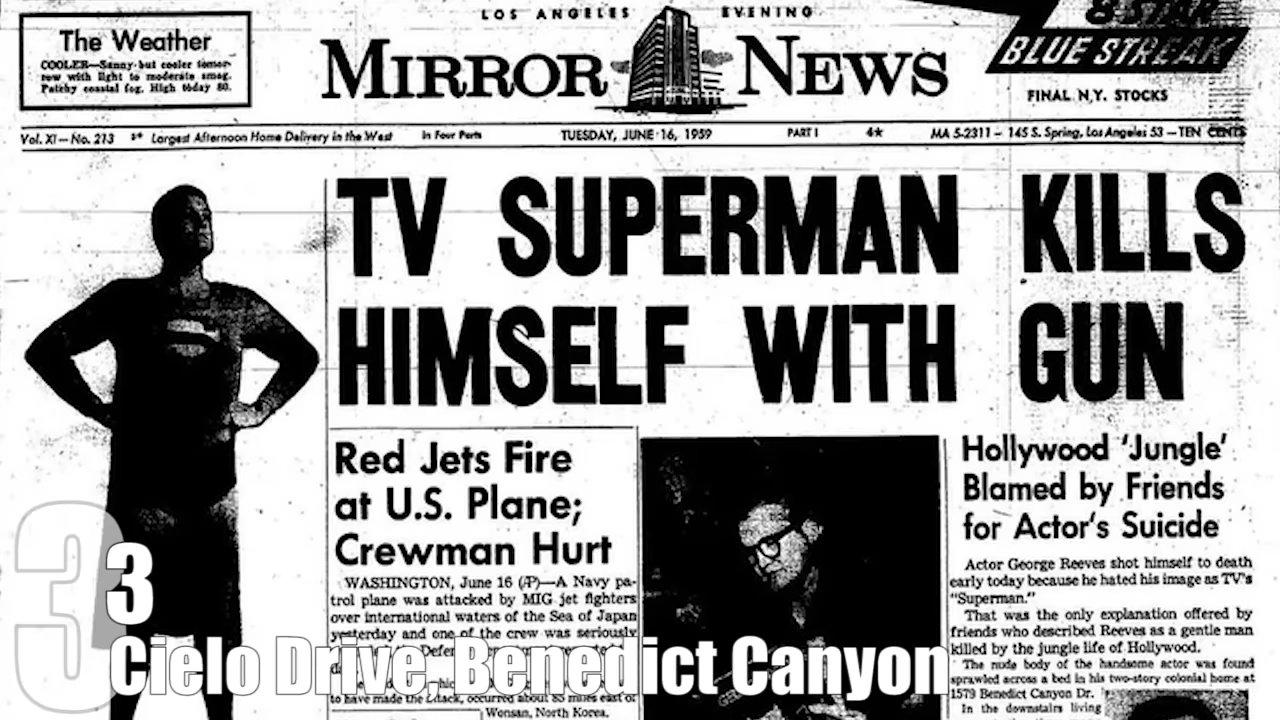 LOS ANGELES EVENING
MIRROR NEWS
The Weather
COOLER—Sunny but cooler tomor-
row with light to moderate smog.
Patchy coastal fog. High today 80.
8 STAR
BLUE STREAK
FINAL N.Y. STOCKS
Vol. XI—No. 213 Largest Afternoon Home Delivery in the West In Four Parts TUESDAY, JUNE 16, 1959 PART I 4★ MA 5-2311 — 145 S. Spring, Los Angeles 53 —TEN CENTS
TV SUPERMAN KILLS
HIMSELF WITH GUN
Red Jets Fire
at U.S. Plane;
Crewman Hurt
WASHINGTON, June 16 (AP)—A Navy pa-
trol plane was attacked by MIG jet fighters
over international waters of the Sea of Japan
yesterday and one of the crew was seriously
to have made the attack, occurred about 85 miles east of
Wonsan, North Korea.
Hollywood 'Jungle'
Blamed by Friends
for Actor's Suicide
Actor George Reeves shot himself to death
early today because he hated his image as TV's
"Superman."
That was the only explanation offered by
friends who described Reeves as a gentle man
killed by the jungle life of Hollywood.
The nude body of the handsome actor was found
sprawled across a bed in his two-story colonial home at
1579 Benedict Canyon Dr.
In the downstairs living
3
3
Cielo Drive, Benedict Canyon